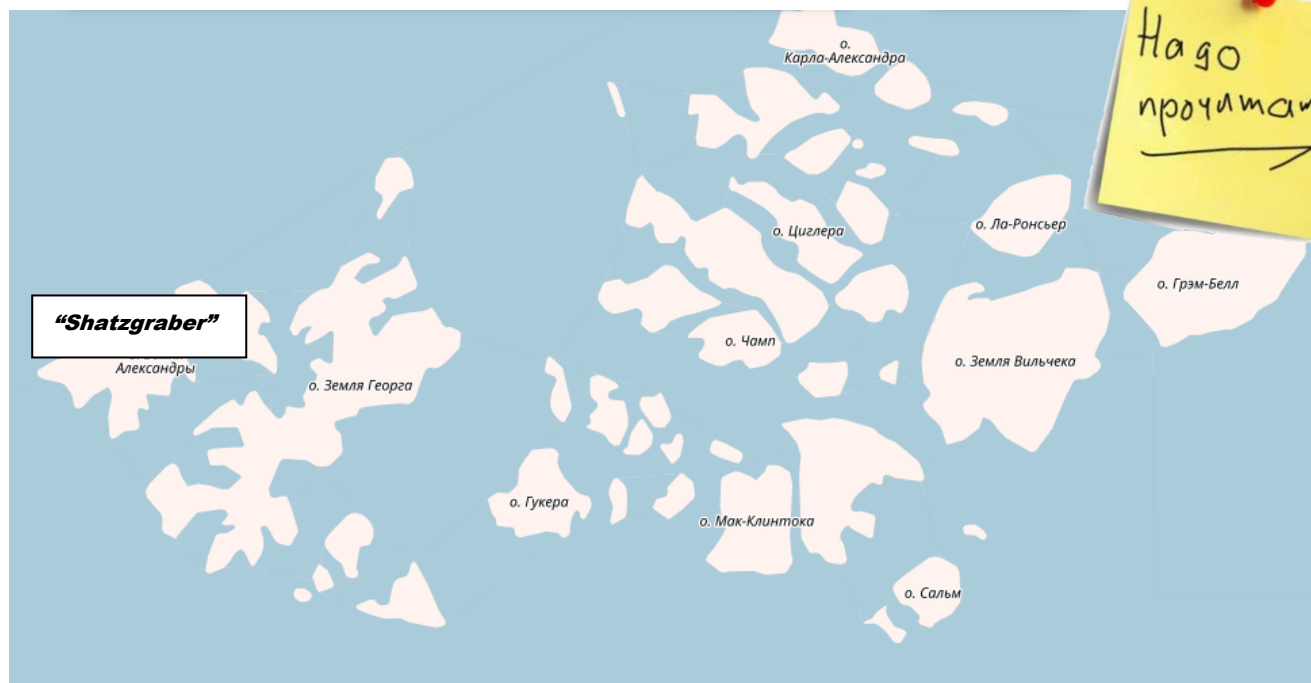 о.
Карла-Александра
Надо
прочитат
о. Циглера
о. Ла-Ронсьер
о. Грэм-Белл
“Shatzgraber”
Александры
о. Чамп
о. Земля Вильчека
о. Земля Георга
о. Гукера
о. Мак-Клинтока
о. Сальм